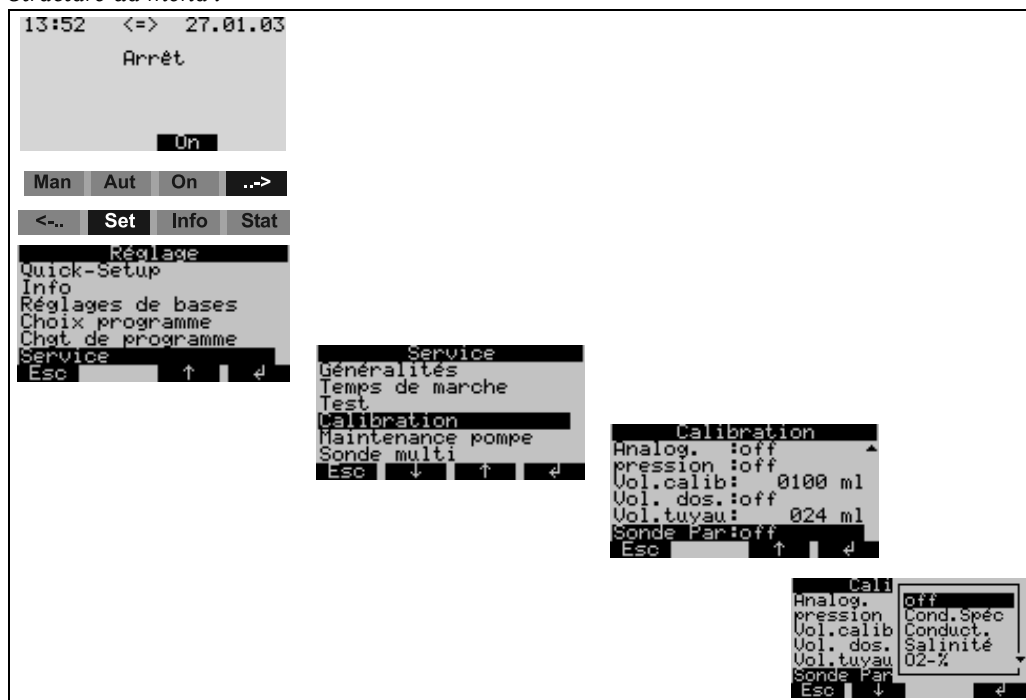 13:52 <=> 27.01.03
Arrêt
On
Man Aut On ..->
<-.. Set Info Stat
Réglage
Quick-Setup
Info
Réglages de bases
Choix programme
Chgt de programme
Service
Esc ↑ ↲
Service
Généralités
Temps de marche
Test
Calibration
Maintenance pompe
Sonde multi
Esc ↓ ↑ ↲
Calibration
Analog. :off
pression :off
Vol.calib: 0100 ml
Vol. dos.:off
Vol.tuyau: 024 ml
Sonde Par:off
Esc ↑ ↲
Cali
Analog.
pression
Vol.calib
Vol. dos.
Vol.tuyau
Sonde Par
Esc ↓ ↲
off
Cond.Spéc
Conduct.
Salinité
O2-%